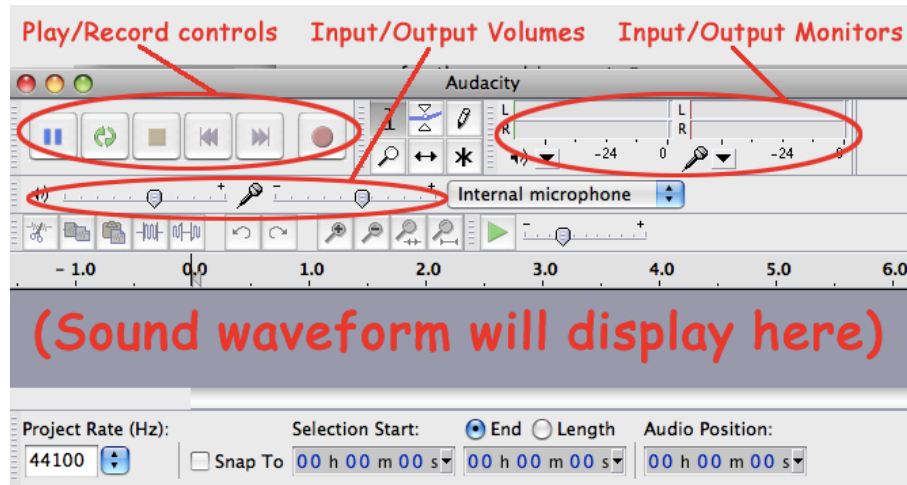 Play/Record controls Input/Output Volumes Input/Output Monitors
Audacity
L L
R R
-24 0 -24 0
- + - +
Internal microphone
- +
- 1.0 0.0 1.0 2.0 3.0 4.0 5.0 6.0
(Sound waveform will display here)
Project Rate (Hz): Selection Start: End Length Audio Position:
44100 Snap To 00 h 00 m 00 s 00 h 00 m 00 s 00 h 00 m 00 s